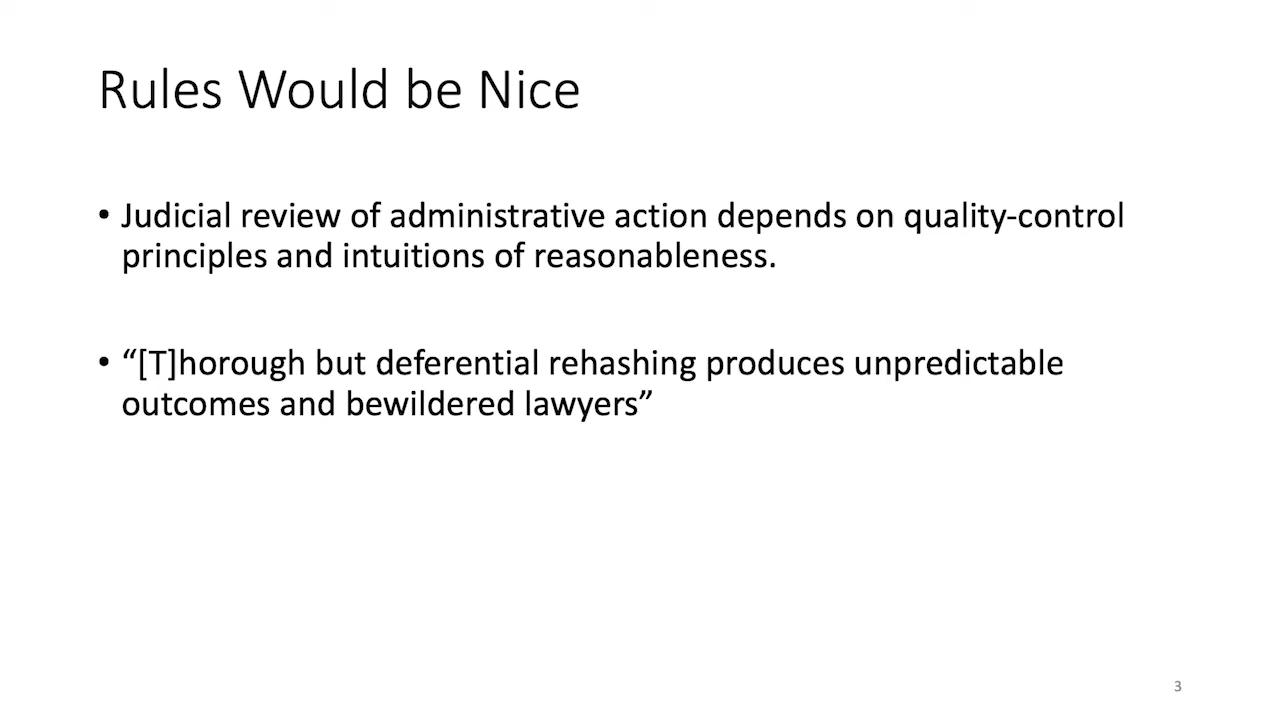 Rules Would be Nice
• Judicial review of administrative action depends on quality-control
principles and intuitions of reasonableness.
• “[T]horough but deferential rehashing produces unpredictable
outcomes and bewildered lawyers”
3